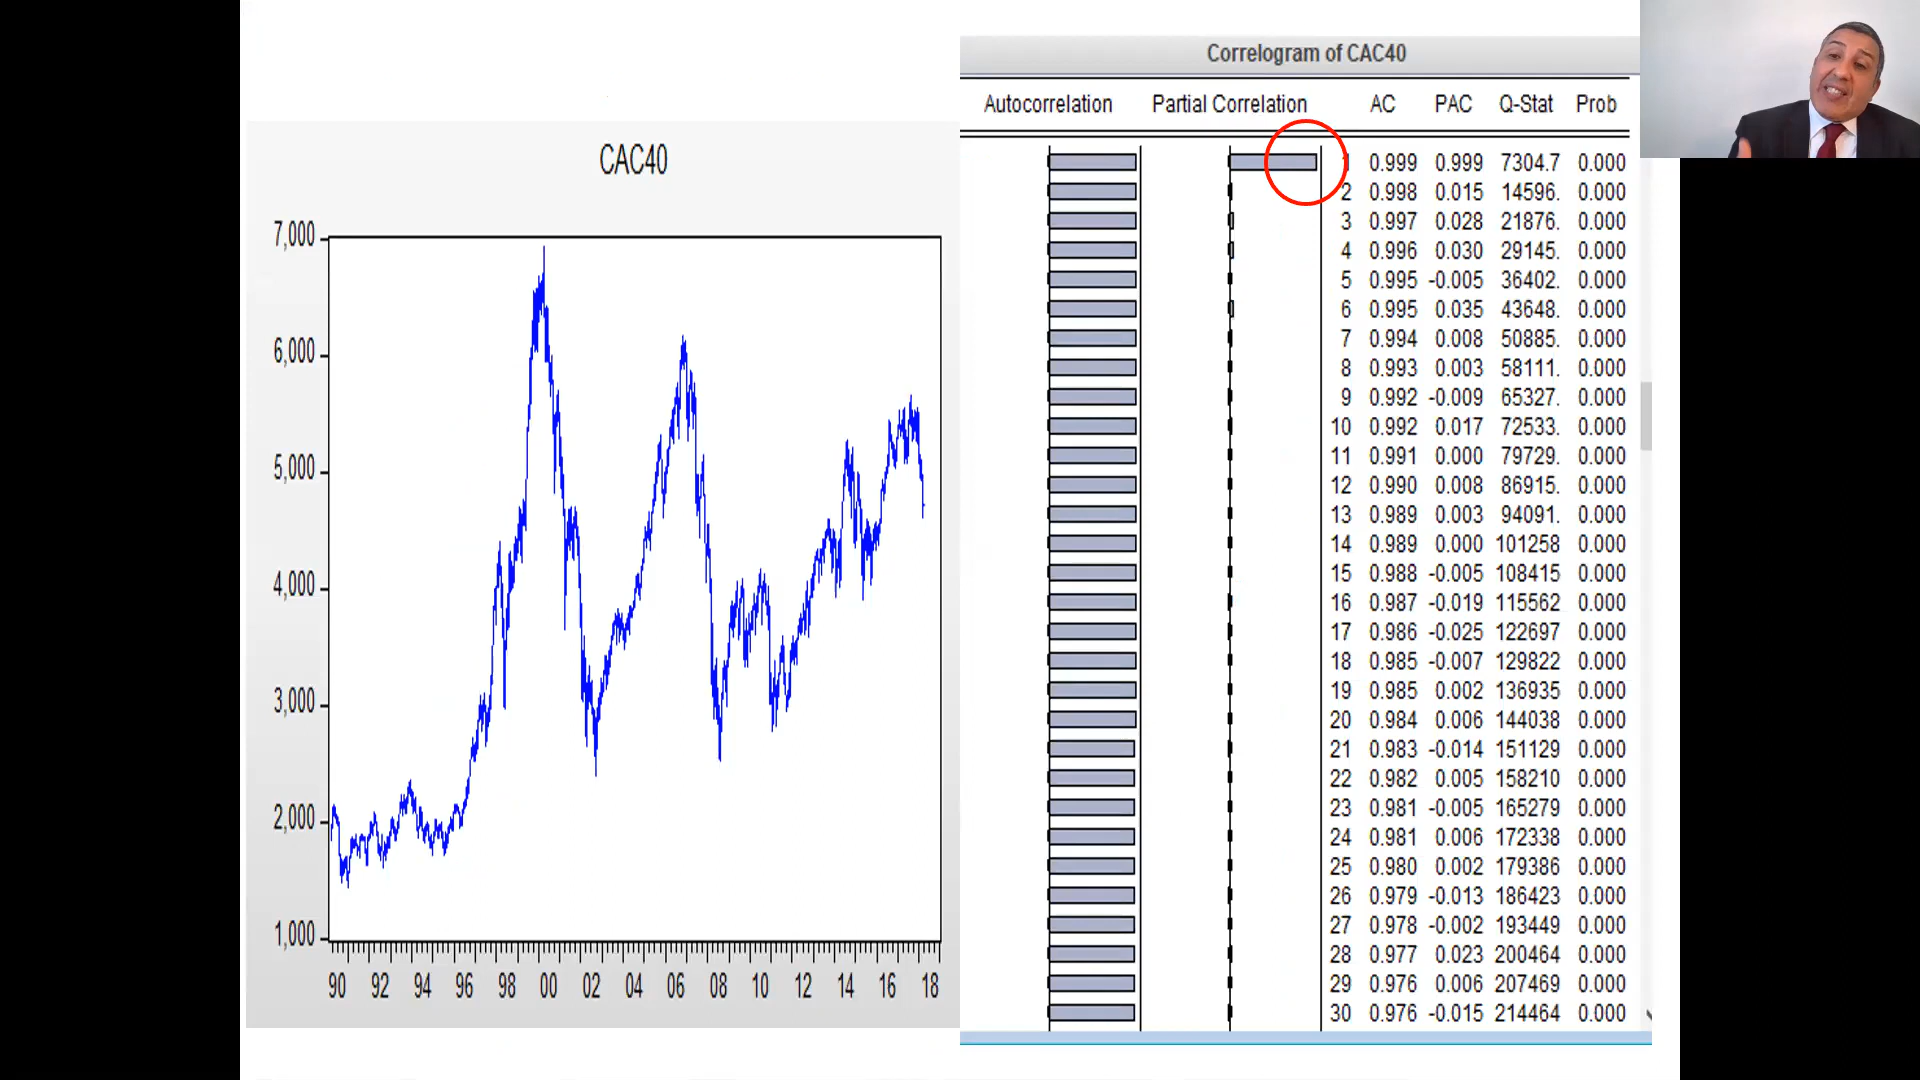 CAC40
7,000
6,000
5,000
4,000
3,000
2,000
1,000
90 92 94 96 98 00 02 04 06 08 10 12 14 16 18
Correlogram of CAC40
Autocorrelation Partial Correlation AC PAC Q-Stat Prob
1 0.999 0.999 7304.7 0.000
2 0.998 0.015 14596. 0.000
3 0.997 0.028 21876. 0.000
4 0.996 0.030 29145. 0.000
5 0.995 -0.005 36402. 0.000
6 0.995 0.035 43648. 0.000
7 0.994 0.008 50885. 0.000
8 0.993 0.003 58111. 0.000
9 0.992 -0.009 65327. 0.000
10 0.992 0.017 72533. 0.000
11 0.991 0.000 79729. 0.000
12 0.990 0.008 86915. 0.000
13 0.989 0.003 94091. 0.000
14 0.989 0.000 101258 0.000
15 0.988 -0.005 108415 0.000
16 0.987 -0.019 115562 0.000
17 0.986 -0.025 122697 0.000
18 0.985 -0.007 129822 0.000
19 0.985 0.002 136935 0.000
20 0.984 0.006 144038 0.000
21 0.983 -0.014 151129 0.000
22 0.982 0.005 158210 0.000
23 0.981 -0.005 165279 0.000
24 0.981 0.006 172338 0.000
25 0.980 0.002 179386 0.000
26 0.979 -0.013 186423 0.000
27 0.978 -0.002 193449 0.000
28 0.977 0.023 200464 0.000
29 0.976 0.006 207469 0.000
30 0.976 -0.015 214464 0.000